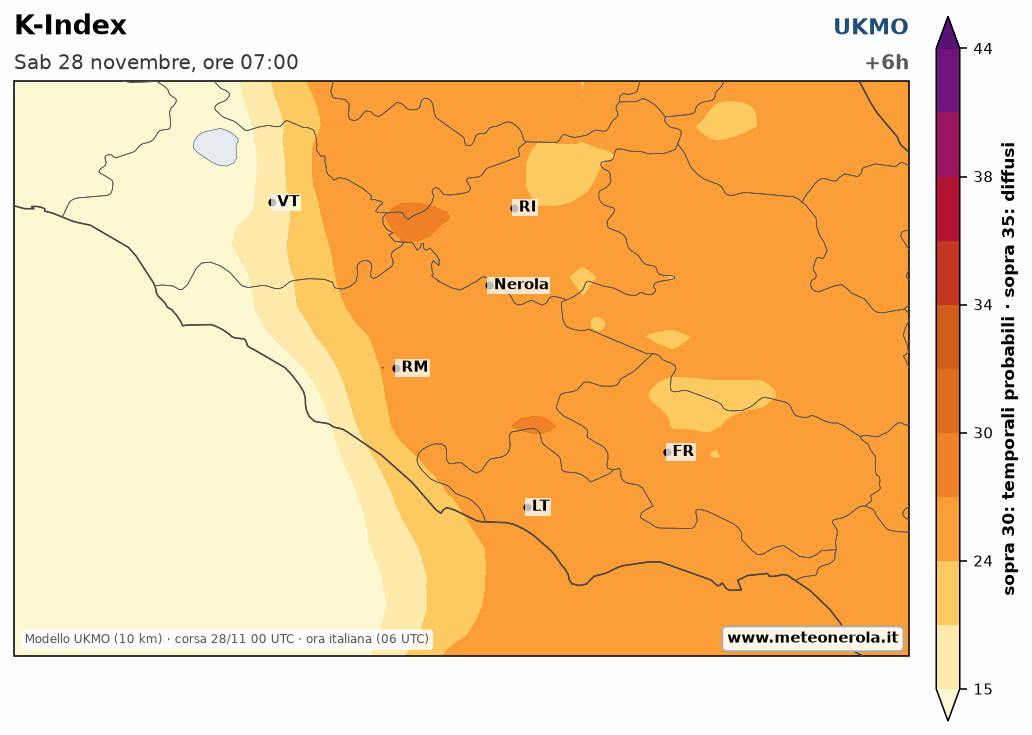 K-Index
UKMO
Sab 28 novembre, ore 07:00
+6h
VT
RI
Nerola
RM
FR
LT
Modello UKMO (10 km) · corsa 28/11 00 UTC · ora italiana (06 UTC)
www.meteonerola.it
44
38
34
30
24
15
sopra 30: temporali probabili · sopra 35: diffusi